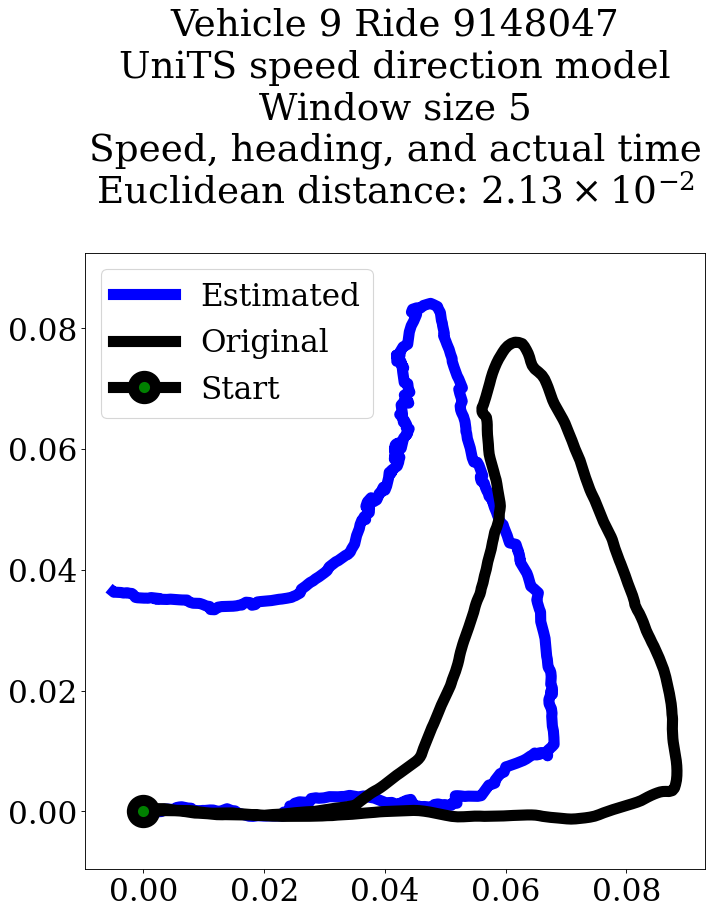 Vehicle 9 Ride 9148047
UniTS speed direction model
Window size 5
Speed, heading, and actual time
Euclidean distance: 2.13 × 10⁻²
Estimated
Original
Start
0.08
0.06
0.04
0.02
0.00
0.00 0.02 0.04 0.06 0.08